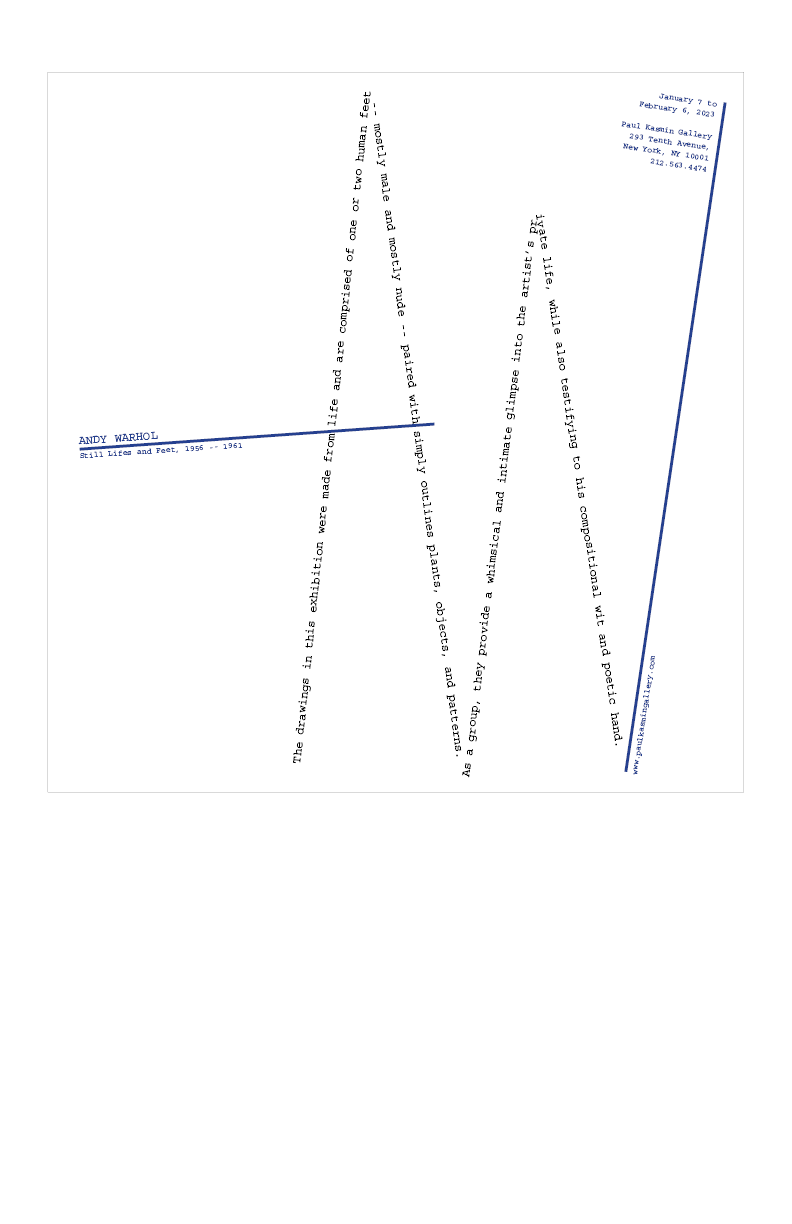 ANDY WARHOL
Still Lifes and Feet, 1956 -- 1961
The drawings in this exhibition were made from life and are comprised of one or two human feet
-- mostly male and mostly nude -- paired with simply outlines plants, objects, and patterns.
As a group, they provide a whimsical and intimate glimpse into the artist's pr
ivate life, while also testifying to his compositional wit and poetic hand.
January 7 to
February 6, 2023
Paul Kasmin Gallery
293 Tenth Avenue,
New York, NY 10001
212.563.4474
www.paulkasmingallery.com